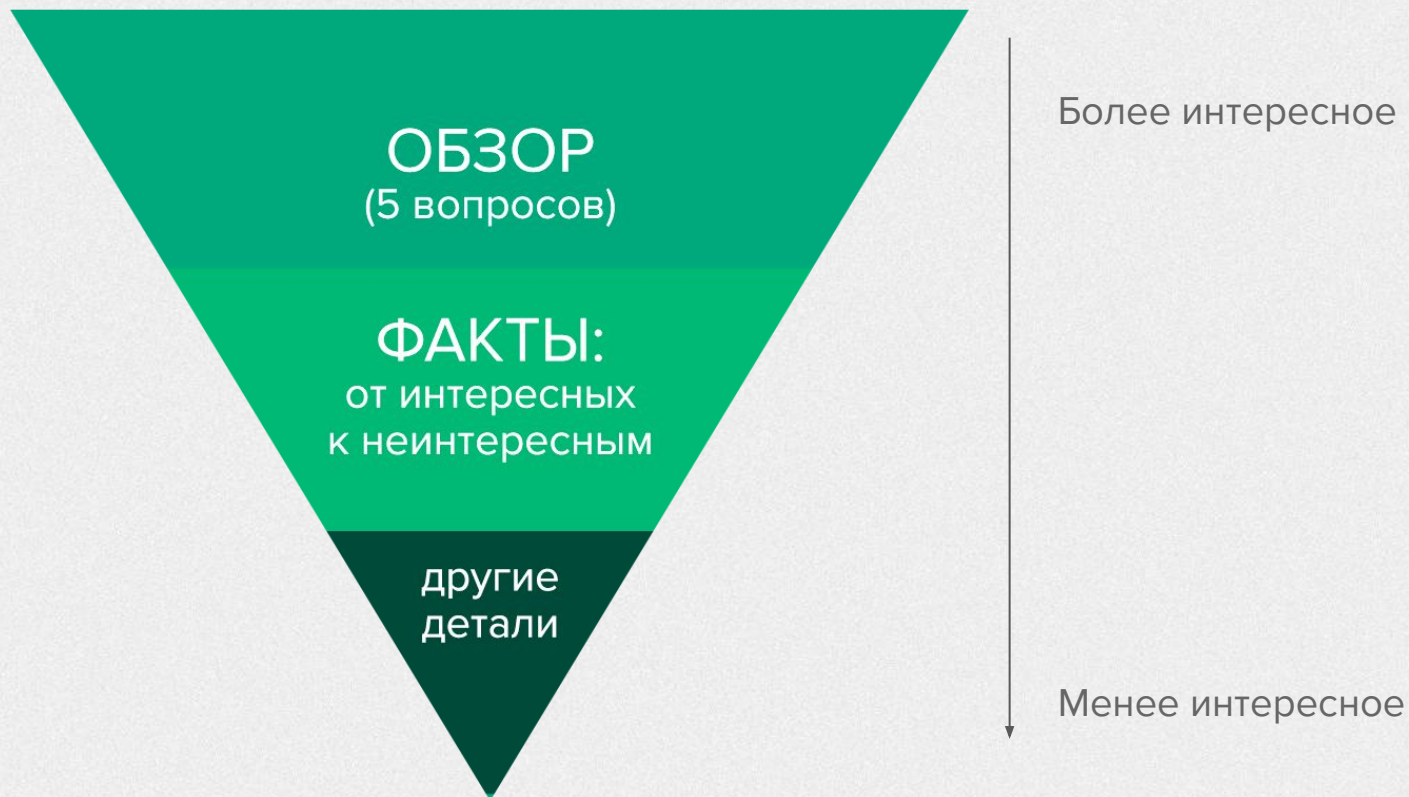 ОБЗОР
(5 вопросов)
ФАКТЫ:
от интересных
к неинтересным
другие
детали
Более интересное
Менее интересное